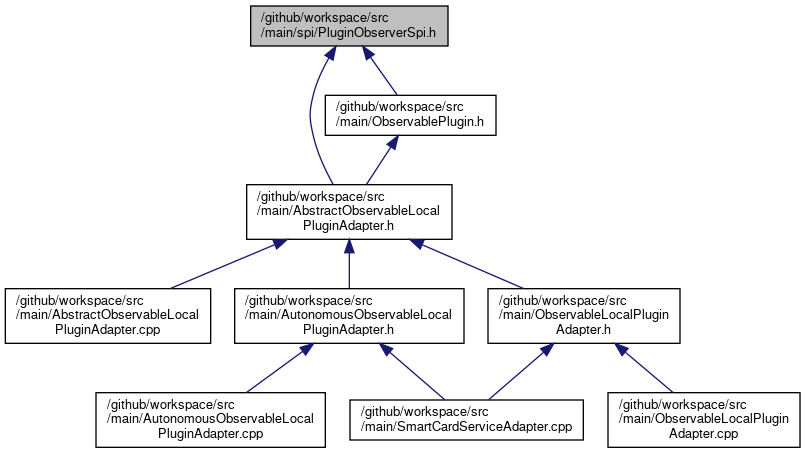 /github/workspace/src
/main/spi/PluginObserverSpi.h
/github/workspace/src
/main/ObservablePlugin.h
/github/workspace/src
/main/AbstractObservableLocal
PluginAdapter.h
/github/workspace/src
/main/AbstractObservableLocal
PluginAdapter.cpp
/github/workspace/src
/main/AutonomousObservableLocal
PluginAdapter.h
/github/workspace/src
/main/ObservableLocalPlugin
Adapter.h
/github/workspace/src
/main/AutonomousObservableLocal
PluginAdapter.cpp
/github/workspace/src
/main/SmartCardServiceAdapter.cpp
/github/workspace/src
/main/ObservableLocalPlugin
Adapter.cpp